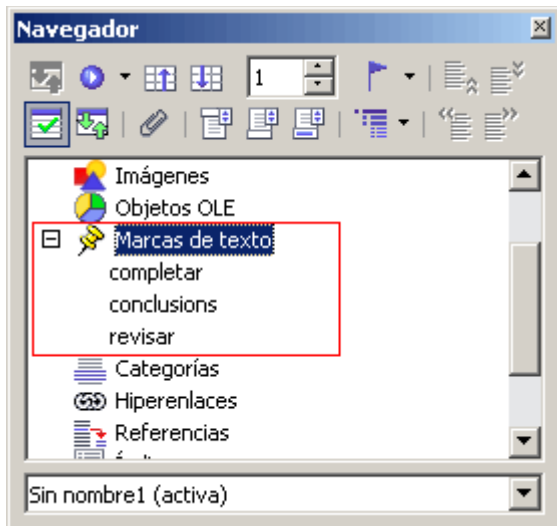 Navegador
1
Imágenes
Objetos OLE
Marcas de texto
completar
conclusions
revisar
Categorías
Hiperenlaces
Referencias
Sin nombre1 (activa)